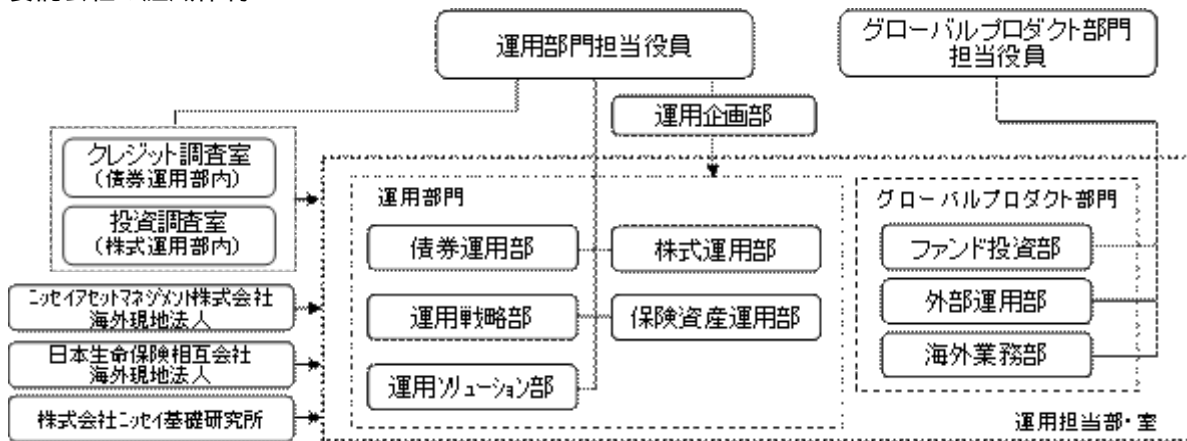 運用部門担当役員
グローバルプロダクト部門
担当役員
運用企画部
クレジット調査室
（債券運用部内）
投資調査室
（株式運用部内）
運用部門
債券運用部
株式運用部
運用戦略部
保険資産運用部
運用ソリューション部
グローバルプロダクト部門
ファンド投資部
外部運用部
海外業務部
ニッセイアセットマネジメント株式会社
海外現地法人
日本生命保険相互会社
海外現地法人
株式会社ニッセイ基礎研究所
運用担当部・室